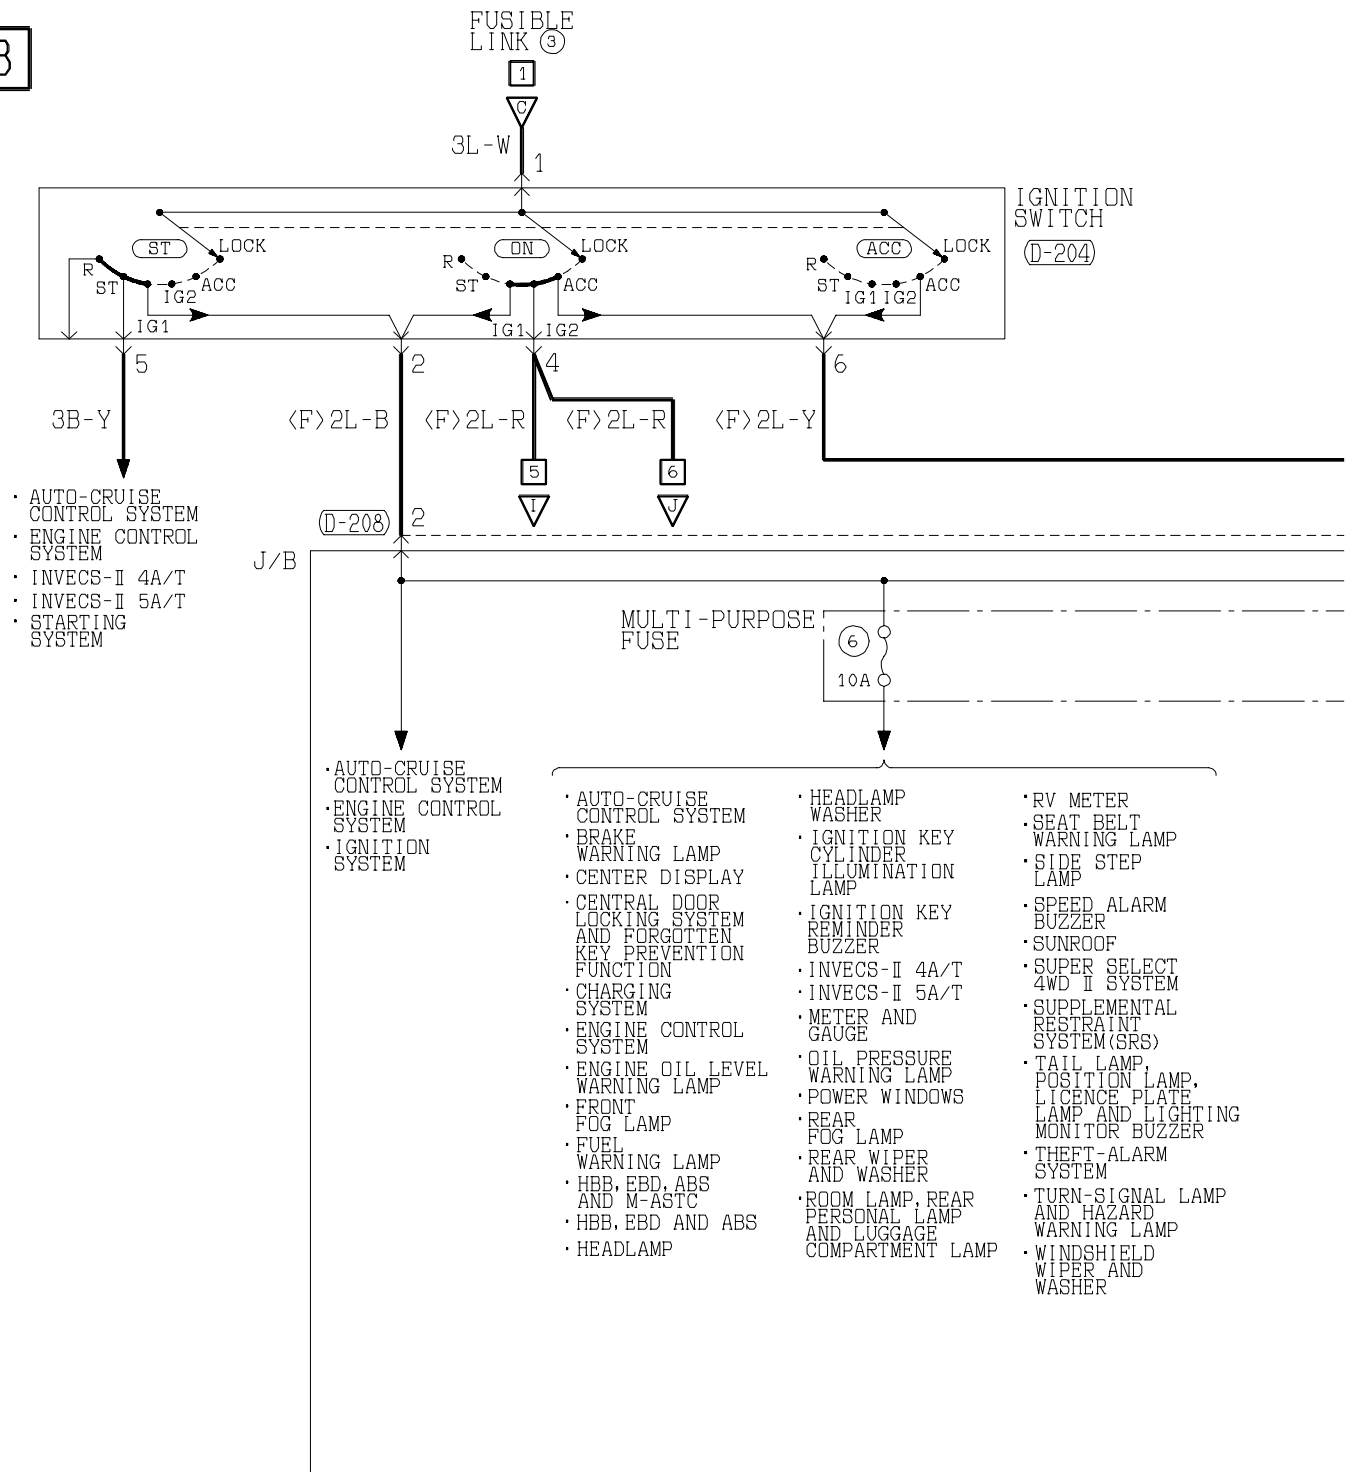 FUSIBLE
LINK ③
1
C
3L-W
1
IGNITION
SWITCH
D-204
ST
LOCK
R
ST
IG2
ACC
IG1
ON
LOCK
R
ST
ACC
IG1
IG2
ACC
LOCK
R
ST
IG1
IG2
ACC
5
2
4
6
3B-Y
<F>2L-B
<F>2L-R
<F>2L-R
<F>2L-Y
5
6
I
J
· AUTO-CRUISE
CONTROL SYSTEM
· ENGINE CONTROL
SYSTEM
· INVECS-Ⅱ 4A/T
· INVECS-Ⅱ 5A/T
· STARTING
SYSTEM
D-208
2
J/B
MULTI-PURPOSE
FUSE
6
10A
·AUTO-CRUISE
CONTROL SYSTEM
·ENGINE CONTROL
SYSTEM
·IGNITION
SYSTEM
·AUTO-CRUISE
CONTROL SYSTEM
·BRAKE
WARNING LAMP
·CENTER DISPLAY
·CENTRAL DOOR
LOCKING SYSTEM
AND FORGOTTEN
KEY PREVENTION
FUNCTION
·CHARGING
SYSTEM
·ENGINE CONTROL
SYSTEM
·ENGINE OIL LEVEL
WARNING LAMP
·FRONT
FOG LAMP
·FUEL
WARNING LAMP
·HBB,EBD,ABS
AND M-ASTC
·HBB,EBD AND ABS
·HEADLAMP
·HEADLAMP
WASHER
·IGNITION KEY
CYLINDER
ILLUMINATION
LAMP
·IGNITION KEY
REMINDER
BUZZER
·INVECS-Ⅱ 4A/T
·INVECS-Ⅱ 5A/T
·METER AND
GAUGE
·OIL PRESSURE
WARNING LAMP
·POWER WINDOWS
·REAR
FOG LAMP
·REAR WIPER
AND WASHER
·ROOM LAMP,REAR
PERSONAL LAMP
AND LUGGAGE
COMPARTMENT LAMP
·RV METER
·SEAT BELT
WARNING LAMP
·SIDE STEP
LAMP
·SPEED ALARM
BUZZER
·SUNROOF
·SUPER SELECT
4WD Ⅱ SYSTEM
·SUPPLEMENTAL
RESTRAINT
SYSTEM(SRS)
·TAIL LAMP,
POSITION LAMP,
LICENCE PLATE
LAMP AND LIGHTING
MONITOR BUZZER
·THEFT-ALARM
SYSTEM
·TURN-SIGNAL LAMP
AND HAZARD
WARNING LAMP
·WINDSHIELD
WIPER AND
WASHER